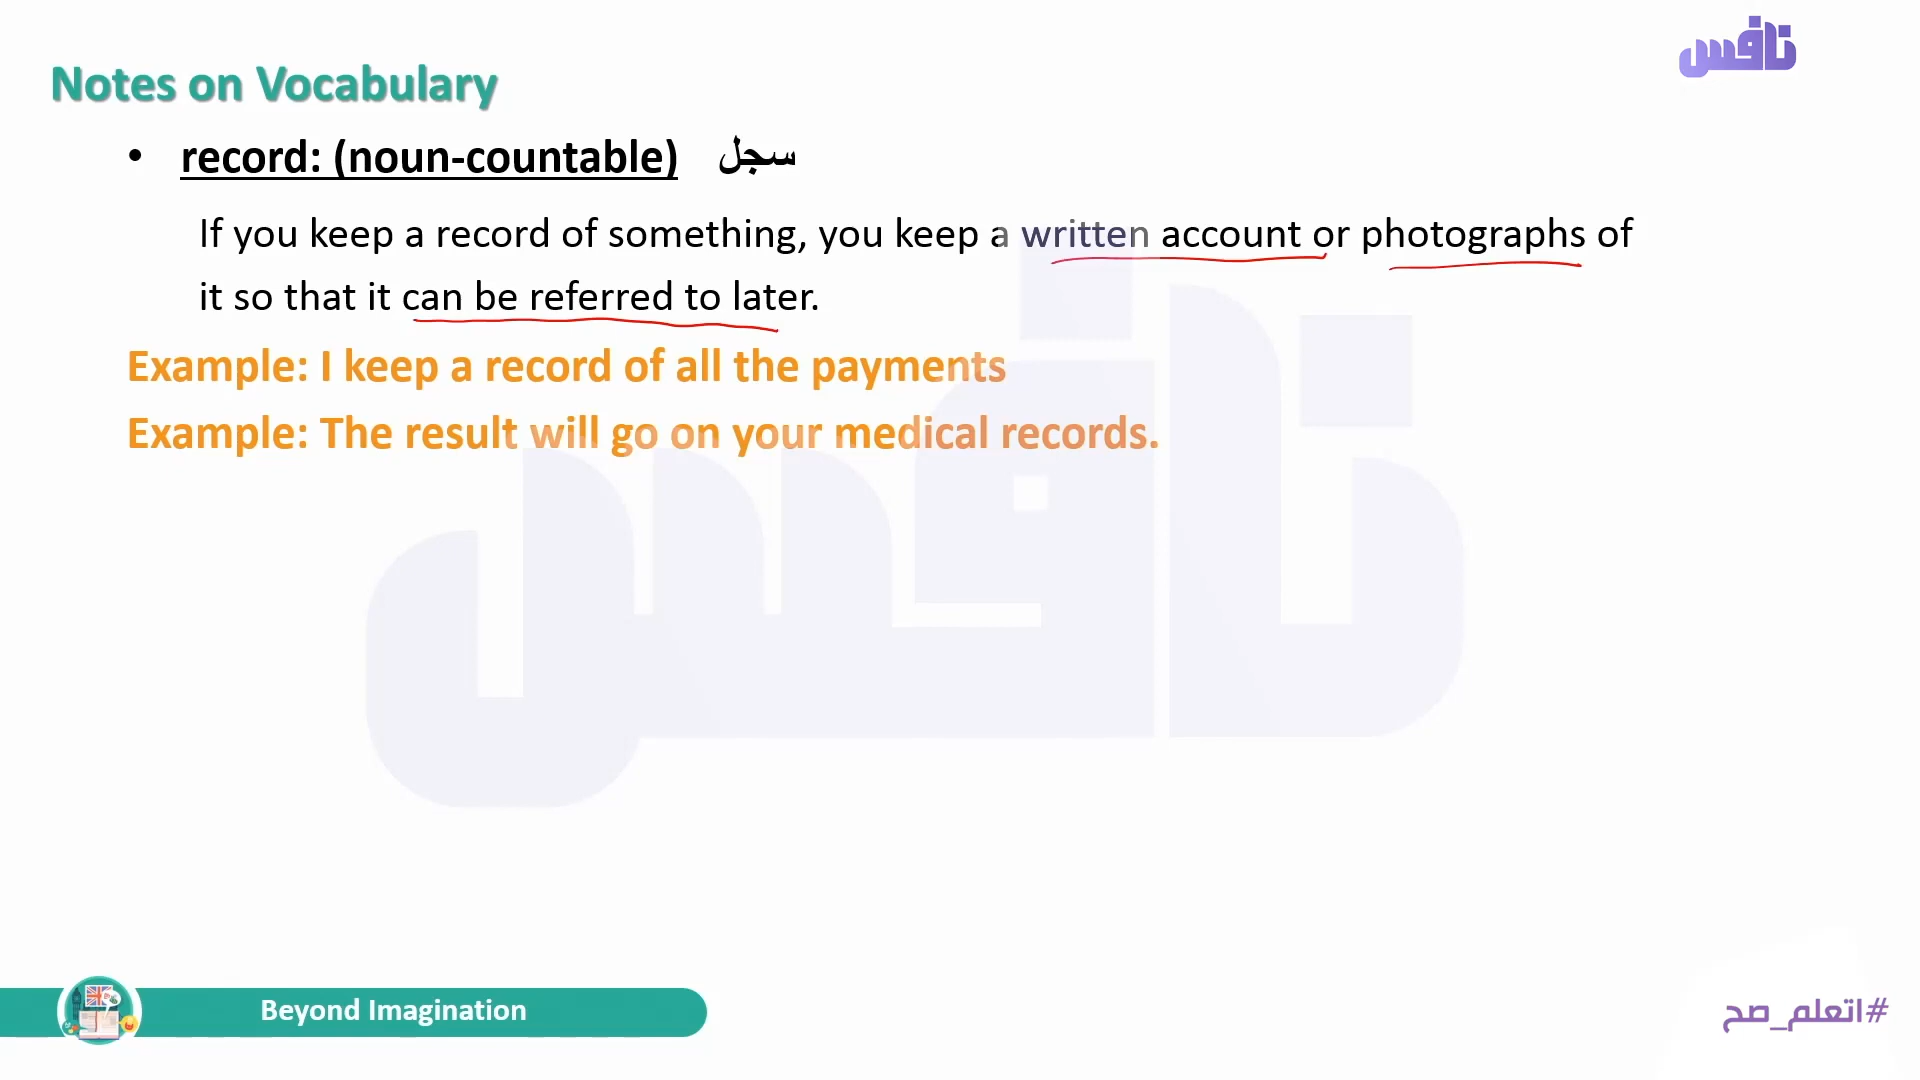 نافس
Notes on Vocabulary
• record: (noun-countable) سجل
If you keep a record of something, you keep a written account or photographs of
it so that it can be referred to later.
Example: I keep a record of all the payments
Example: The result will go on your medical records.
نافس
Beyond Imagination
#اتعلم_صح